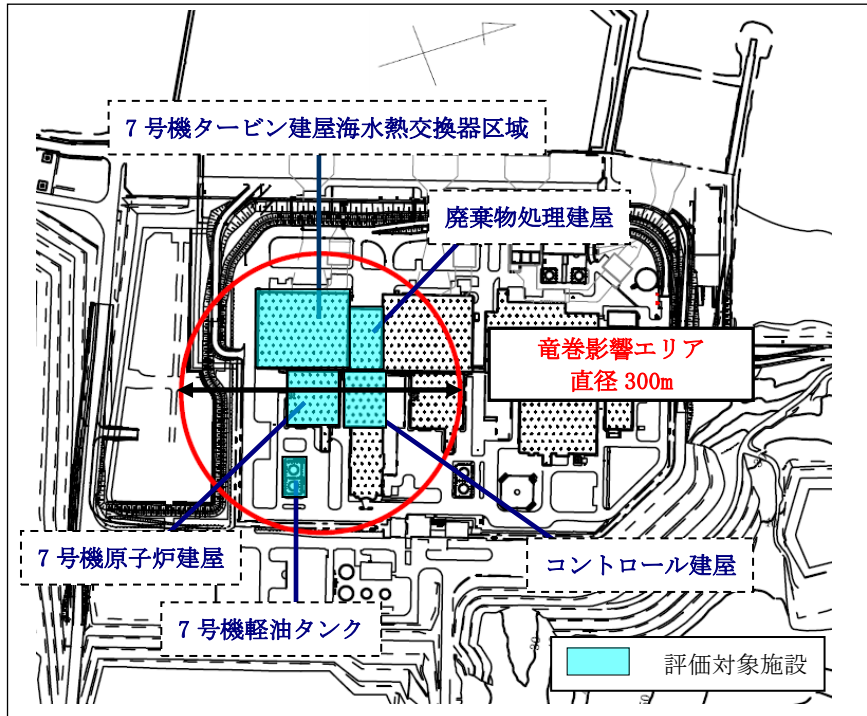 7号機タービン建屋海水熱交換器区域
廃棄物処理建屋
竜巻影響エリア
直径 300m
7号機原子炉建屋
コントロール建屋
7号機軽油タンク
評価対象施設